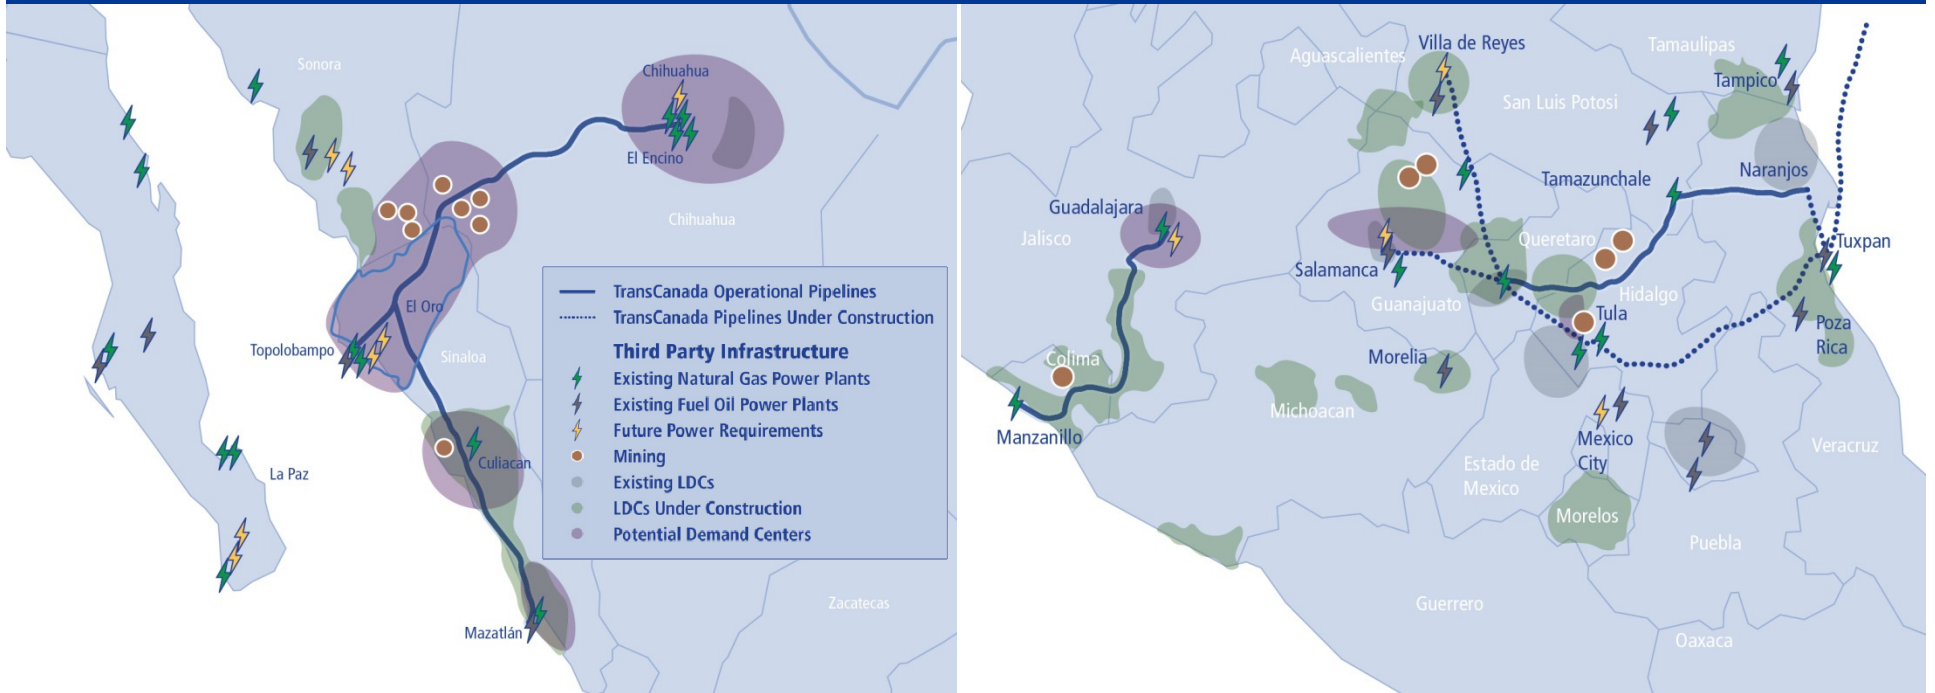 Sonora
Chihuahua
El Encino
Chihuahua
El Oro
Topolobampo
Sinaloa
Culiacan
La Paz
Mazatlán
Zacatecas
TransCanada Operational Pipelines
TransCanada Pipelines Under Construction
Third Party Infrastructure
Existing Natural Gas Power Plants
Existing Fuel Oil Power Plants
Future Power Requirements
Mining
Existing LDCs
LDCs Under Construction
Potential Demand Centers
Villa de Reyes
Aguascalientes
Tamaulipas
Tampico
San Luis Potosi
Naranjos
Tamazunchale
Guadalajara
Jalisco
Queretaro
Tuxpan
Salamanca
Guanajuato
Hidalgo
Tula
Poza
Rica
Colima
Morelia
Michoacan
Manzanillo
Mexico
City
Veracruz
Estado de
Mexico
Morelos
Puebla
Guerrero
Oaxaca